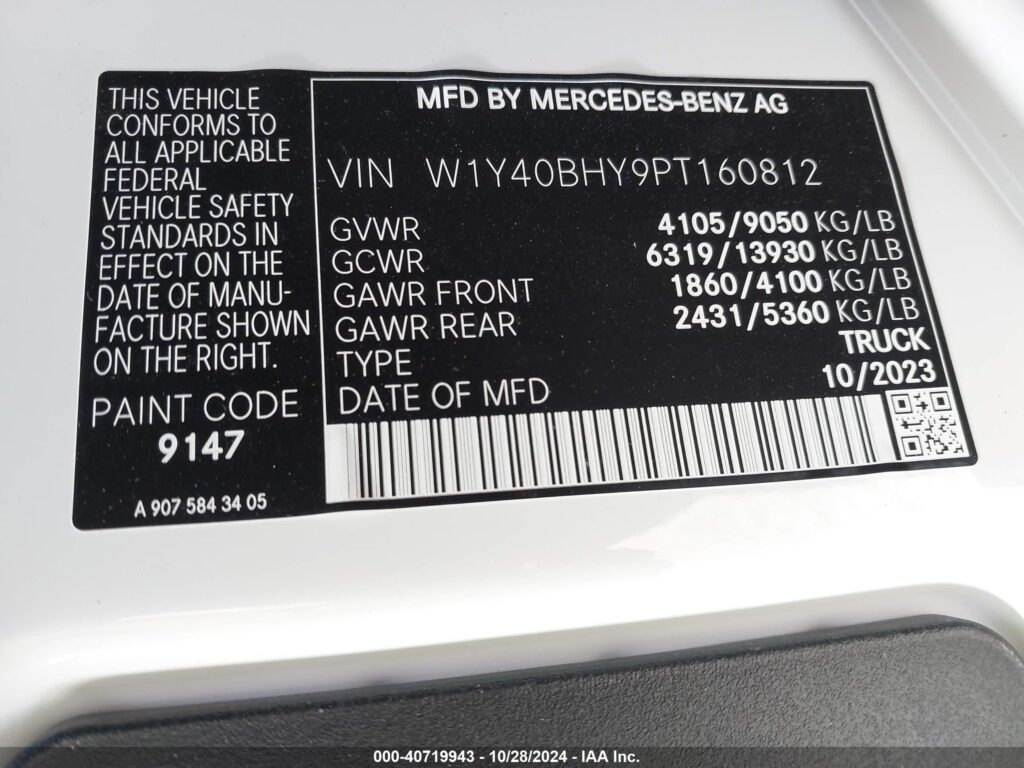 THIS VEHICLE
CONFORMS TO
ALL APPLICABLE
FEDERAL
VEHICLE SAFETY
STANDARDS IN
EFFECT ON THE
DATE OF MANU-
FACTURE SHOWN
ON THE RIGHT.
PAINT CODE
9147
A 907 584 34 05
MFD BY MERCEDES-BENZ AG
VIN W1Y40BHY9PT160812
GVWR 4105/9050 KG/LB
GCWR 6319/13930 KG/LB
GAWR FRONT 1860/4100 KG/LB
GAWR REAR 2431/5360 KG/LB
TYPE TRUCK
DATE OF MFD 10/2023
000-40719943 - 10/28/2024 - IAA Inc.